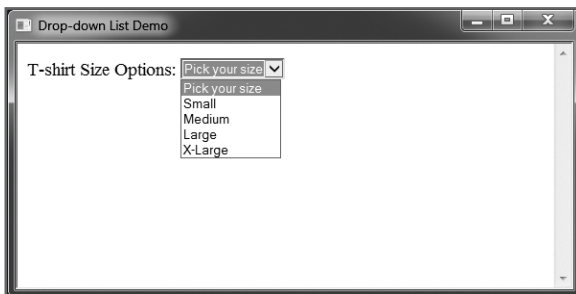 Drop-down List Demo
T-shirt Size Options: Pick your size
Pick your size
Small
Medium
Large
X-Large